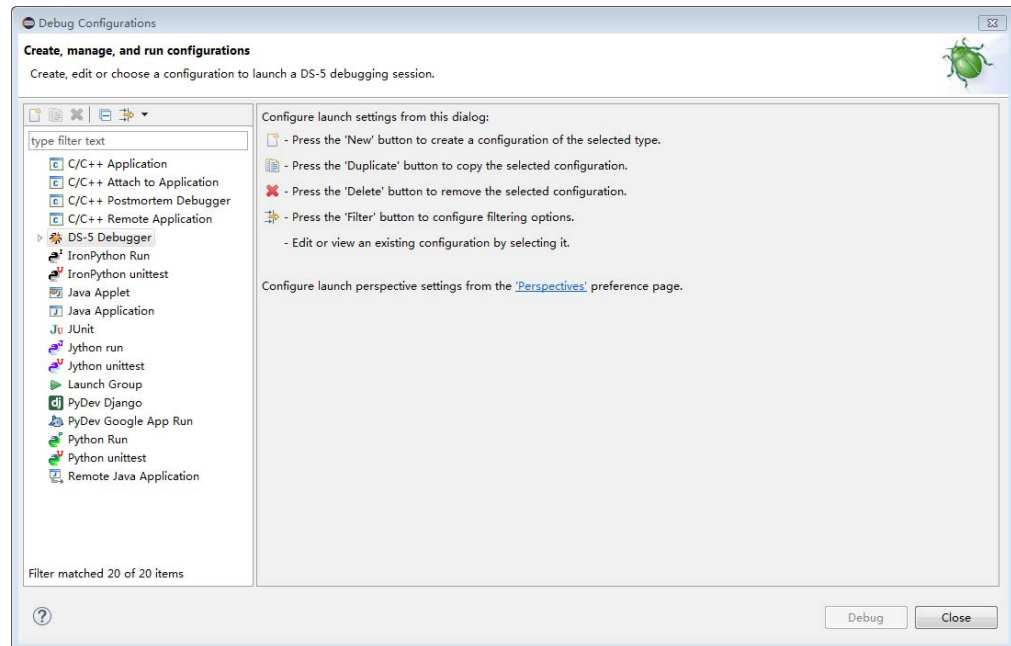 Debug Configurations
Create, manage, and run configurations
Create, edit or choose a configuration to launch a DS-5 debugging session.
type filter text
C/C++ Application
C/C++ Attach to Application
C/C++ Postmortem Debugger
C/C++ Remote Application
DS-5 Debugger
IronPython Run
IronPython unittest
Java Applet
Java Application
Ju JUnit
Jython run
Jython unittest
Launch Group
dj PyDev Django
PyDev Google App Run
Python Run
Python unittest
Remote Java Application
Filter matched 20 of 20 items
Configure launch settings from this dialog:
- Press the 'New' button to create a configuration of the selected type.
- Press the 'Duplicate' button to copy the selected configuration.
- Press the 'Delete' button to remove the selected configuration.
- Press the 'Filter' button to configure filtering options.
- Edit or view an existing configuration by selecting it.
Configure launch perspective settings from the 'Perspectives' preference page.
Debug
Close